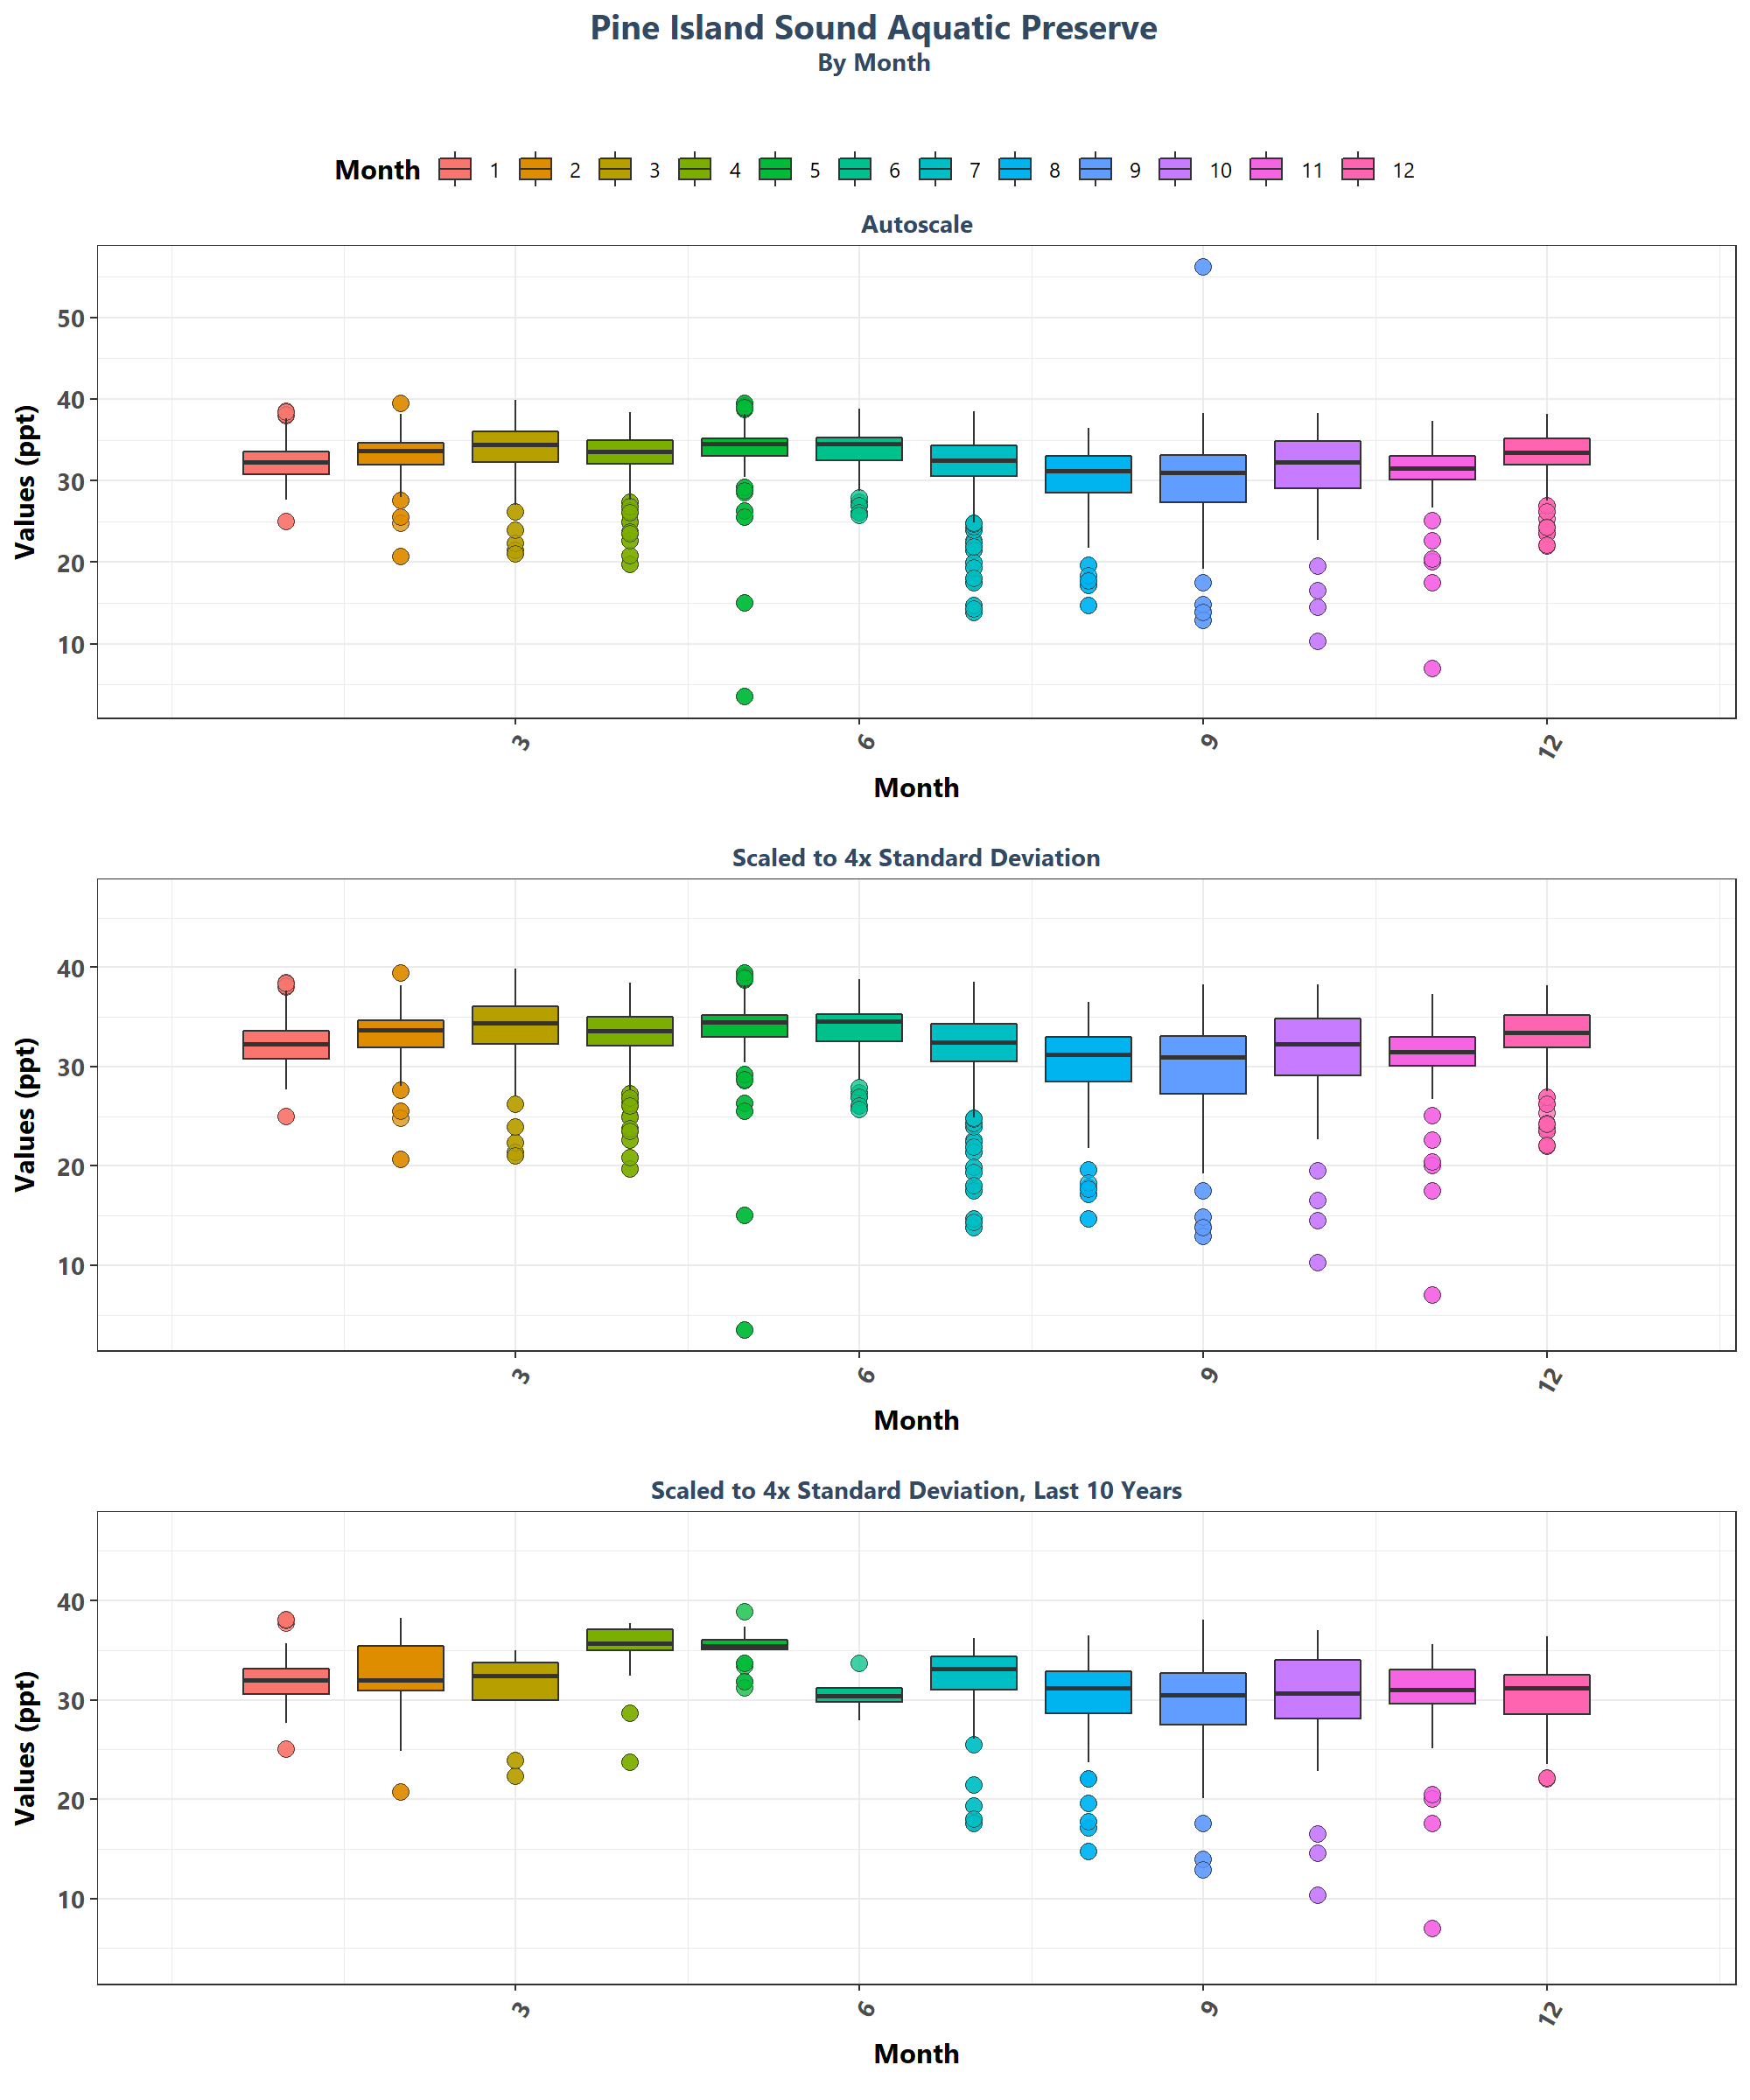 Pine Island Sound Aquatic Preserve
By Month
Month 1 2 3 4 5 6 7 8 9 10 11 12
Autoscale
Values (ppt)
50
40
30
20
10
3 6 9 12
Month
Scaled to 4x Standard Deviation
Values (ppt)
40
30
20
10
3 6 9 12
Month
Scaled to 4x Standard Deviation, Last 10 Years
Values (ppt)
40
30
20
10
3 6 9 12
Month